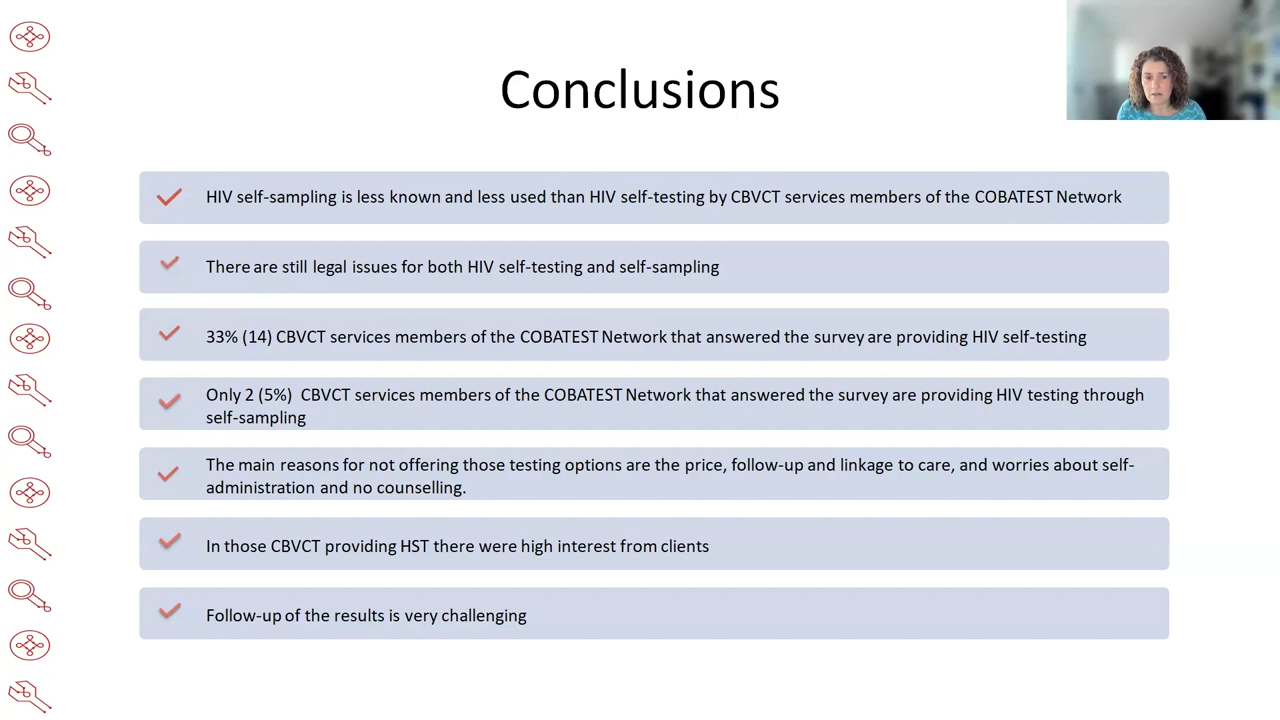 Conclusions
HIV self-sampling is less known and less used than HIV self-testing by CBVCT services members of the COBATEST Network
There are still legal issues for both HIV self-testing and self-sampling
33% (14) CBVCT services members of the COBATEST Network that answered the survey are providing HIV self-testing
Only 2 (5%) CBVCT services members of the COBATEST Network that answered the survey are providing HIV testing through
self-sampling
The main reasons for not offering those testing options are the price, follow-up and linkage to care, and worries about self-
administration and no counselling.
In those CBVCT providing HST there were high interest from clients
Follow-up of the results is very challenging